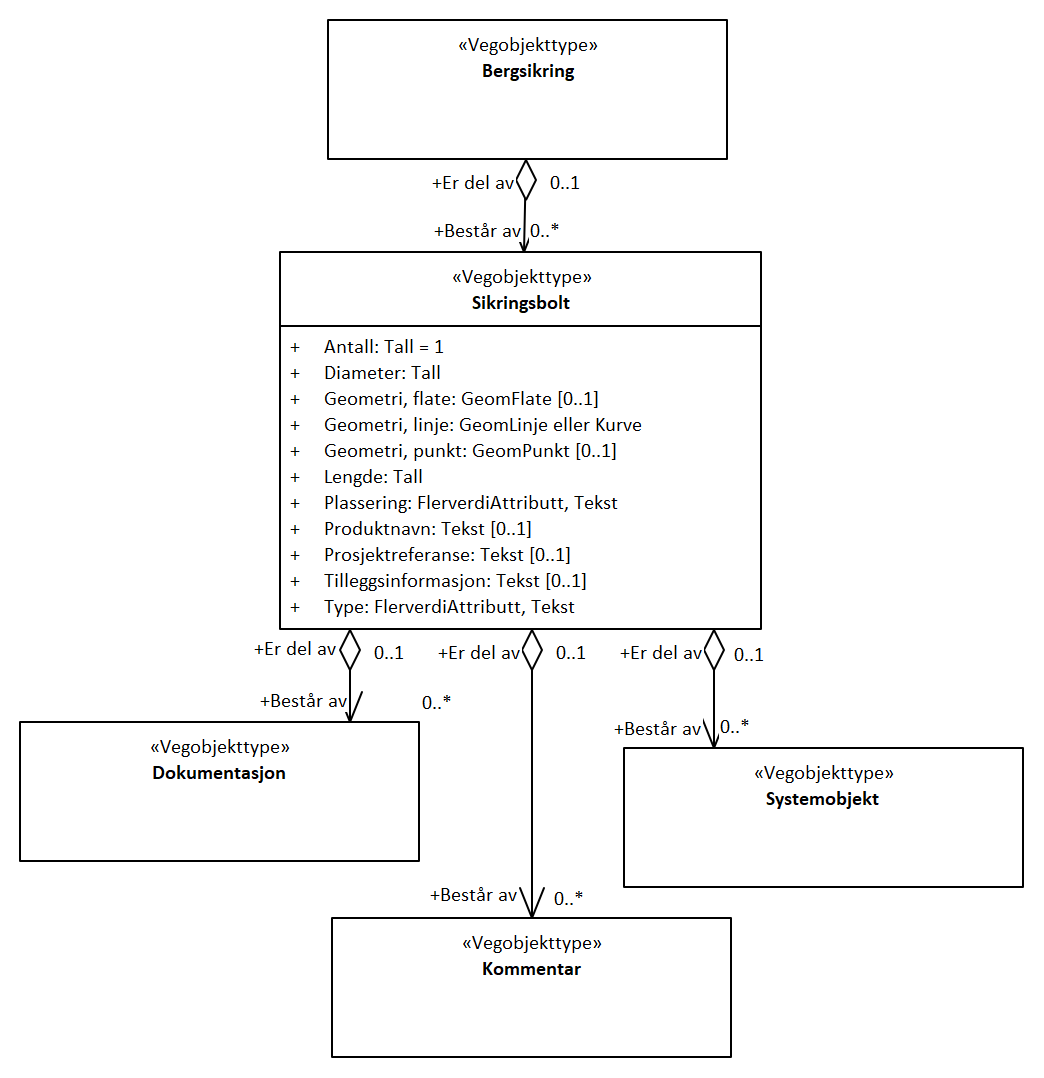 «Vegobjekttype»
Bergsikring
+Er del av 0..1
+Består av 0..*
«Vegobjekttype»
Sikringsbolt
+ Antall: Tall = 1
+ Diameter: Tall
+ Geometri, flate: GeomFlate [0..1]
+ Geometri, linje: GeomLinje eller Kurve
+ Geometri, punkt: GeomPunkt [0..1]
+ Lengde: Tall
+ Plassering: FlerverdiAttributt, Tekst
+ Produktnavn: Tekst [0..1]
+ Prosjektreferanse: Tekst [0..1]
+ Tilleggsinformasjon: Tekst [0..1]
+ Type: FlerverdiAttributt, Tekst
+Er del av 0..1 +Er del av 0..1 +Er del av 0..1
+Består av 0..*
+Består av 0..*
«Vegobjekttype»
Dokumentasjon
«Vegobjekttype»
Systemobjekt
+Består av 0..*
«Vegobjekttype»
Kommentar